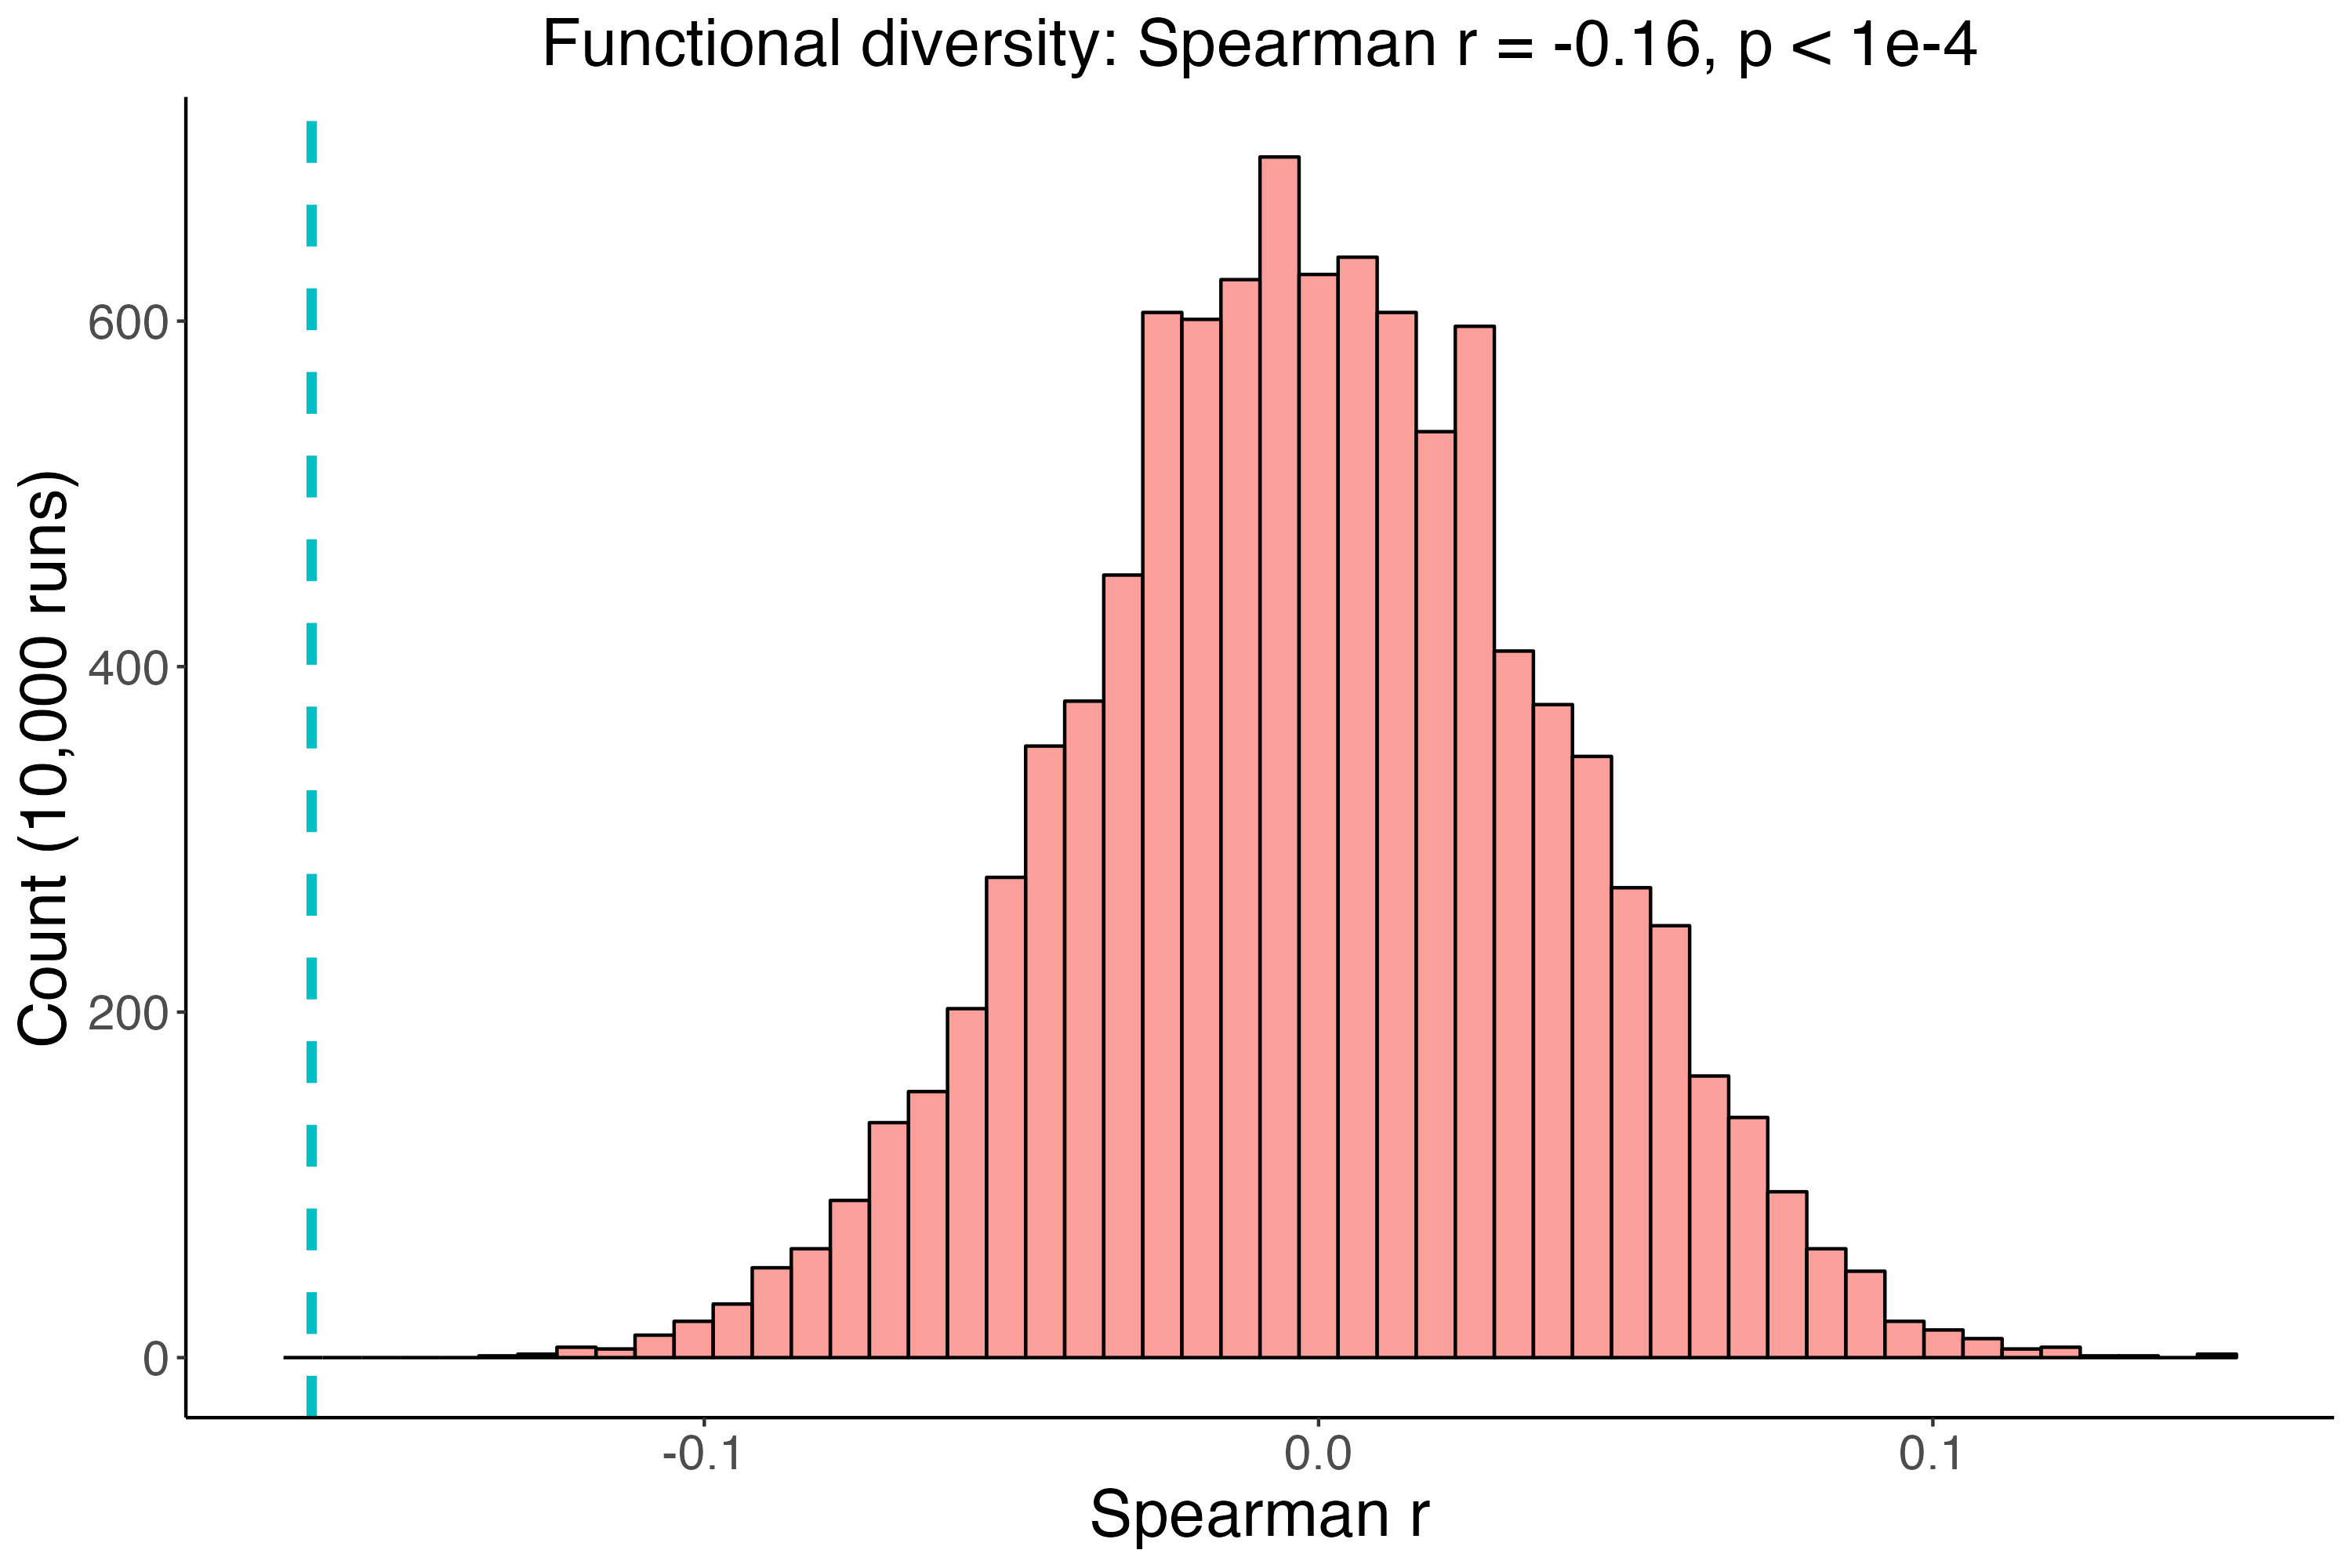 Functional diversity: Spearman r = -0.16, p < 1e-4
Count (10,000 runs)
600
400
200
0
-0.1
0.0
0.1
Spearman r